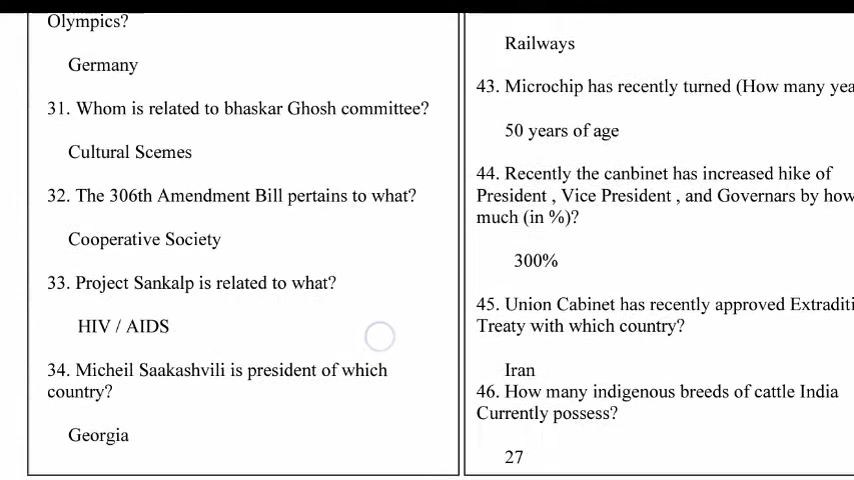 Olympics?
Germany
31. Whom is related to bhaskar Ghosh committee?
Cultural Scemes
32. The 306th Amendment Bill pertains to what?
Cooperative Society
33. Project Sankalp is related to what?
HIV / AIDS
34. Micheil Saakashvili is president of which
country?
Georgia
Railways
43. Microchip has recently turned (How many yea
50 years of age
44. Recently the canbinet has increased hike of
President , Vice President , and Governars by how
much (in %)?
300%
45. Union Cabinet has recently approved Extraditi
Treaty with which country?
Iran
46. How many indigenous breeds of cattle India
Currently possess?
27